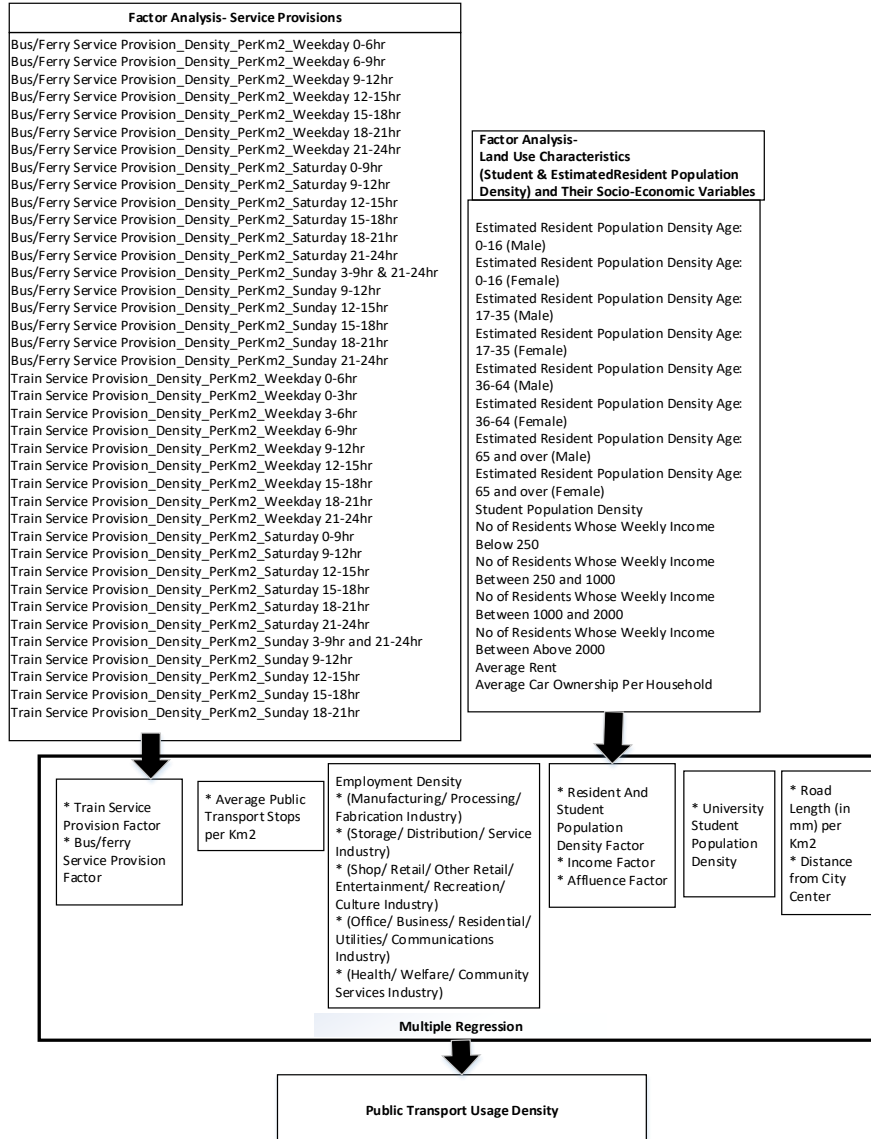 Factor Analysis- Service Provisions
Bus/Ferry Service Provision_Density_PerKm2_Weekday 0-6hr
Bus/Ferry Service Provision_Density_PerKm2_Weekday 6-9hr
Bus/Ferry Service Provision_Density_PerKm2_Weekday 9-12hr
Bus/Ferry Service Provision_Density_PerKm2_Weekday 12-15hr
Bus/Ferry Service Provision_Density_PerKm2_Weekday 15-18hr
Bus/Ferry Service Provision_Density_PerKm2_Weekday 18-21hr
Bus/Ferry Service Provision_Density_PerKm2_Weekday 21-24hr
Bus/Ferry Service Provision_Density_PerKm2_Saturday 0-9hr
Bus/Ferry Service Provision_Density_PerKm2_Saturday 9-12hr
Bus/Ferry Service Provision_Density_PerKm2_Saturday 12-15hr
Bus/Ferry Service Provision_Density_PerKm2_Saturday 15-18hr
Bus/Ferry Service Provision_Density_PerKm2_Saturday 18-21hr
Bus/Ferry Service Provision_Density_PerKm2_Saturday 21-24hr
Bus/Ferry Service Provision_Density_PerKm2_Sunday 3-9hr & 21-24hr
Bus/Ferry Service Provision_Density_PerKm2_Sunday 9-12hr
Bus/Ferry Service Provision_Density_PerKm2_Sunday 12-15hr
Bus/Ferry Service Provision_Density_PerKm2_Sunday 15-18hr
Bus/Ferry Service Provision_Density_PerKm2_Sunday 18-21hr
Bus/Ferry Service Provision_Density_PerKm2_Sunday 21-24hr
Train Service Provision_Density_PerKm2_Weekday 0-6hr
Train Service Provision_Density_PerKm2_Weekday 0-3hr
Train Service Provision_Density_PerKm2_Weekday 3-6hr
Train Service Provision_Density_PerKm2_Weekday 6-9hr
Train Service Provision_Density_PerKm2_Weekday 9-12hr
Train Service Provision_Density_PerKm2_Weekday 12-15hr
Train Service Provision_Density_PerKm2_Weekday 15-18hr
Train Service Provision_Density_PerKm2_Weekday 18-21hr
Train Service Provision_Density_PerKm2_Weekday 21-24hr
Train Service Provision_Density_PerKm2_Saturday 0-9hr
Train Service Provision_Density_PerKm2_Saturday 9-12hr
Train Service Provision_Density_PerKm2_Saturday 12-15hr
Train Service Provision_Density_PerKm2_Saturday 15-18hr
Train Service Provision_Density_PerKm2_Saturday 18-21hr
Train Service Provision_Density_PerKm2_Saturday 21-24hr
Train Service Provision_Density_PerKm2_Sunday 3-9hr and 21-24hr
Train Service Provision_Density_PerKm2_Sunday 9-12hr
Train Service Provision_Density_PerKm2_Sunday 12-15hr
Train Service Provision_Density_PerKm2_Sunday 15-18hr
Train Service Provision_Density_PerKm2_Sunday 18-21hr
Factor Analysis-
Land Use Characteristics
(Student & EstimatedResident Population
Density) and Their Socio-Economic Variables
Estimated Resident Population Density Age:
0-16 (Male)
Estimated Resident Population Density Age:
0-16 (Female)
Estimated Resident Population Density Age:
17-35 (Male)
Estimated Resident Population Density Age:
17-35 (Female)
Estimated Resident Population Density Age:
36-64 (Male)
Estimated Resident Population Density Age:
36-64 (Female)
Estimated Resident Population Density Age:
65 and over (Male)
Estimated Resident Population Density Age:
65 and over (Female)
Student Population Density
No of Residents Whose Weekly Income
Below 250
No of Residents Whose Weekly Income
Between 250 and 1000
No of Residents Whose Weekly Income
Between 1000 and 2000
No of Residents Whose Weekly Income
Between Above 2000
Average Rent
Average Car Ownership Per Household
* Train Service
Provision Factor
* Bus/ferry
Service Provision
Factor
* Average Public
Transport Stops
per Km2
Employment Density
* (Manufacturing/ Processing/
Fabrication Industry)
* (Storage/ Distribution/ Service
Industry)
* (Shop/ Retail/ Other Retail/
Entertainment/ Recreation/
Culture Industry)
* (Office/ Business/ Residential/
Utilities/ Communications
Industry)
* (Health/ Welfare/ Community
Services Industry)
* Resident And
Student
Population
Density Factor
* Income Factor
* Affluence Factor
* University
Student
Population
Density
* Road
Length (in
mm) per
Km2
* Distance
from City
Center
Multiple Regression
Public Transport Usage Density